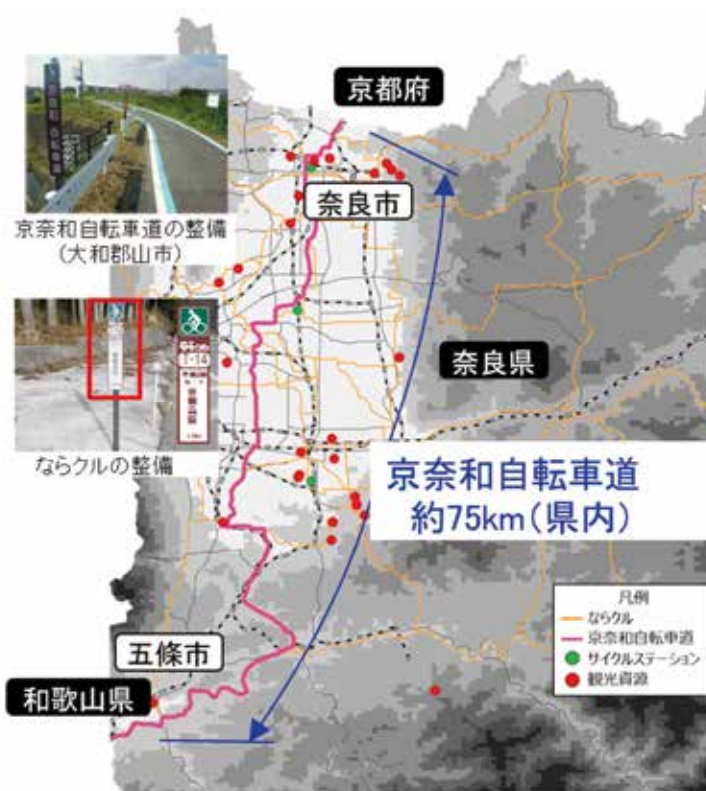 京都府
京奈和自転車道の整備
(大和郡山市)
奈良市
奈良県
T-14
ならクルの整備
京奈和自転車道
約75km(県内)
凡例
ならクル
京奈和自転車道
サイクルステーション
観光資源
五條市
和歌山県